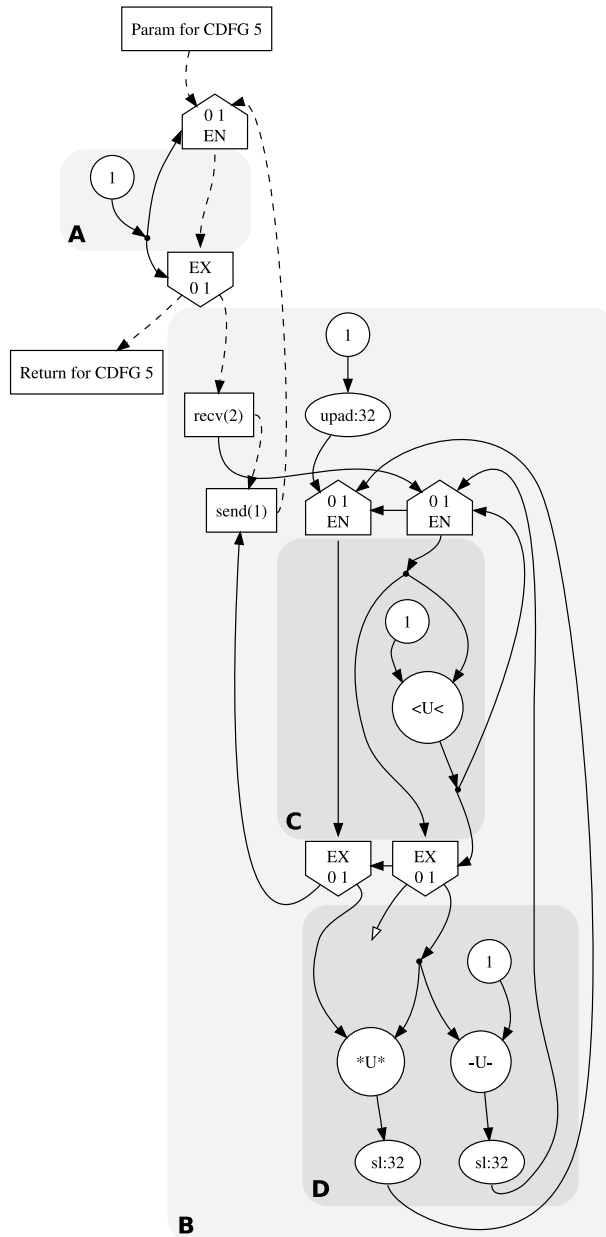 Param for CDFG 5
0 1
EN
1
A
EX
0 1
1
Return for CDFG 5
recv(2)
upad:32
send(1)
0 1
EN
0 1
EN
1
<U<
C
EX
0 1
EX
0 1
1
*U*
-U-
sl:32
sl:32
D
B